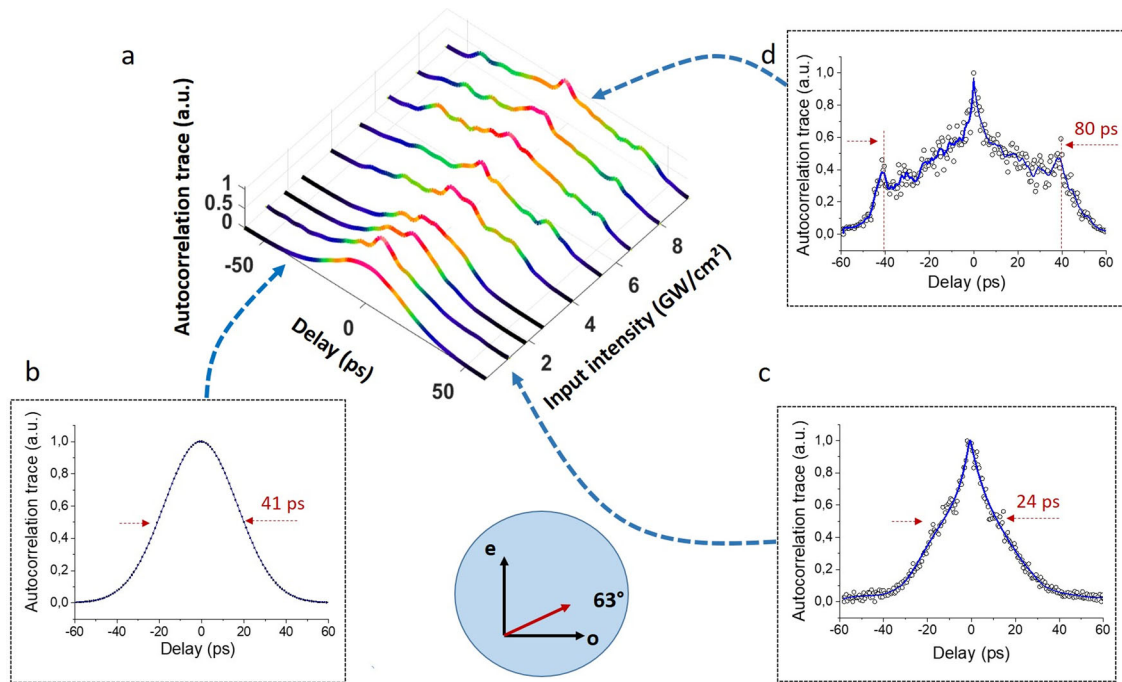 a
Autocorrelation trace (a.u.)
1
0.5
0
-50
0
50
Delay (ps)
2
4
6
8
Input intensity (GW/cm²)
d
Autocorrelation trace (a.u.)
1,0
0,8
0,6
0,4
0,2
0,0
80 ps
-60 -40 -20 0 20 40 60
Delay (ps)
b
Autocorrelation trace (a.u.)
1,0
0,8
0,6
0,4
0,2
0,0
41 ps
-60 -40 -20 0 20 40 60
Delay (ps)
e
63°
o
c
Autocorrelation trace (a.u.)
1,0
0,8
0,6
0,4
0,2
0,0
24 ps
-60 -40 -20 0 20 40 60
Delay (ps)